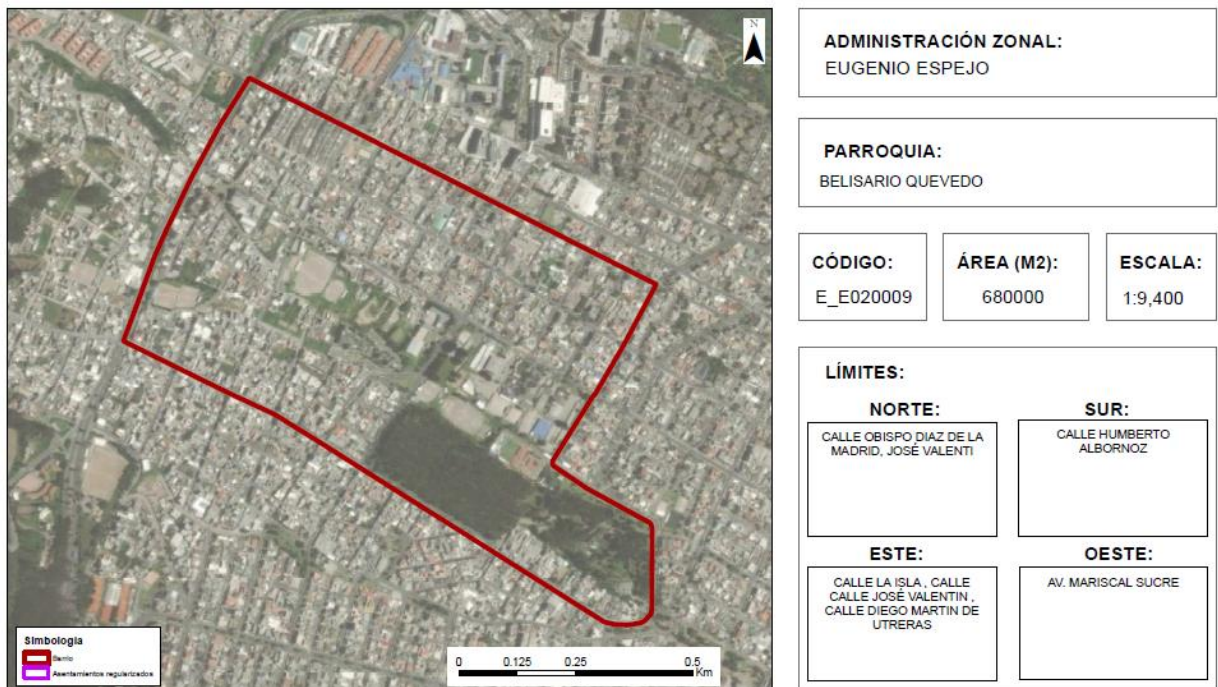 N
Simbología
Barrio
Asentamientos regularizados
0 0.125 0.25 0.5
Km
ADMINISTRACIÓN ZONAL:
EUGENIO ESPEJO
PARROQUIA:
BELISARIO QUEVEDO
CÓDIGO:
E_E020009
ÁREA (M2):
680000
ESCALA:
1:9,400
LÍMITES:
NORTE:
CALLE OBISPO DIAZ DE LA
MADRID, JOSÉ VALENTI
SUR:
CALLE HUMBERTO
ALBORNOZ
ESTE:
CALLE LA ISLA , CALLE
CALLE JOSÉ VALENTIN ,
CALLE DIEGO MARTIN DE
UTRERAS
OESTE:
AV. MARISCAL SUCRE